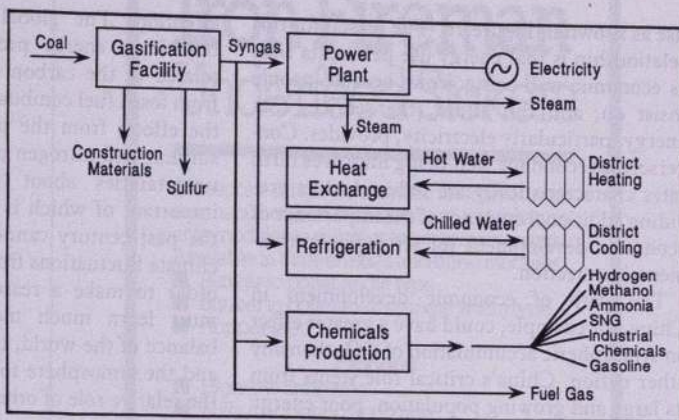 Coal
Gasification
Facility
Syngas
Power
Plant
Electricity
Steam
Construction
Materials
Sulfur
Steam
Heat
Exchange
Hot Water
District
Heating
Refrigeration
Chilled Water
District
Cooling
Chemicals
Production
Hydrogen
Methanol
Ammonia
SNG
Industrial
Chemicals
Gasoline
Fuel Gas